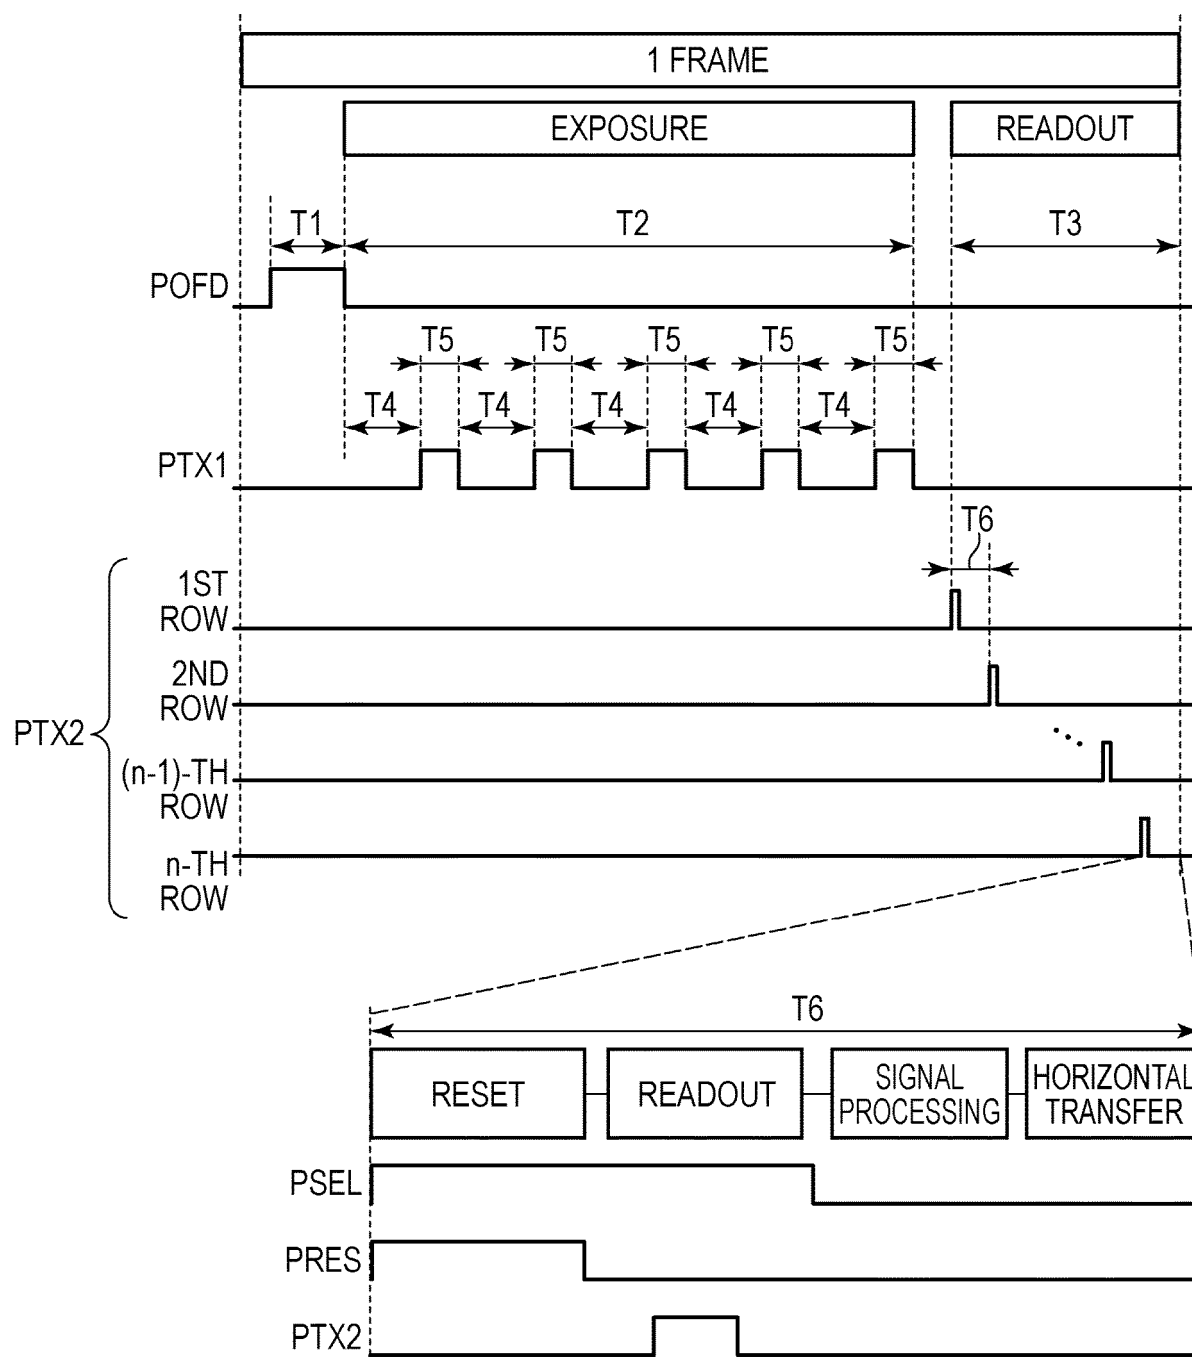 1 FRAME
EXPOSURE
READOUT
T1
T2
T3
POFD
T5
T5
T5
T5
T5
T4
T4
T4
T4
T4
PTX1
T6
1ST
ROW
2ND
ROW
PTX2
(n-1)-TH
ROW
n-TH
ROW
T6
RESET
READOUT
SIGNAL
PROCESSING
HORIZONTAL
TRANSFER
PSEL
PRES
PTX2